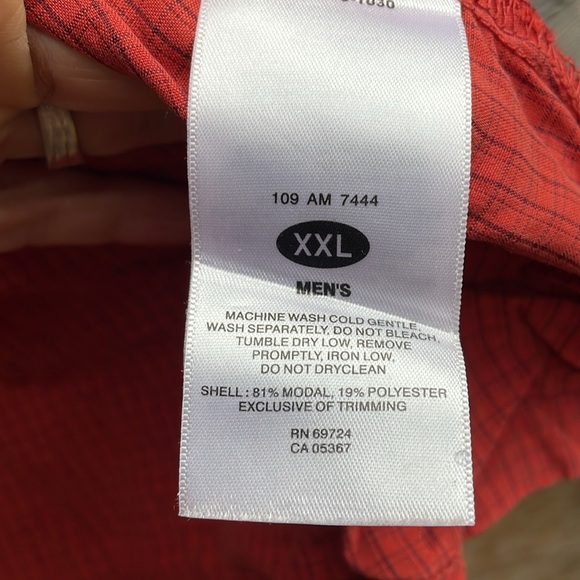 109 AM 7444
XXL
MEN'S
MACHINE WASH COLD GENTLE,
WASH SEPARATELY, DO NOT BLEACH,
TUMBLE DRY LOW, REMOVE
PROMPTLY, IRON LOW,
DO NOT DRYCLEAN
SHELL : 81% MODAL, 19% POLYESTER
EXCLUSIVE OF TRIMMING
RN 69724
CA 05367